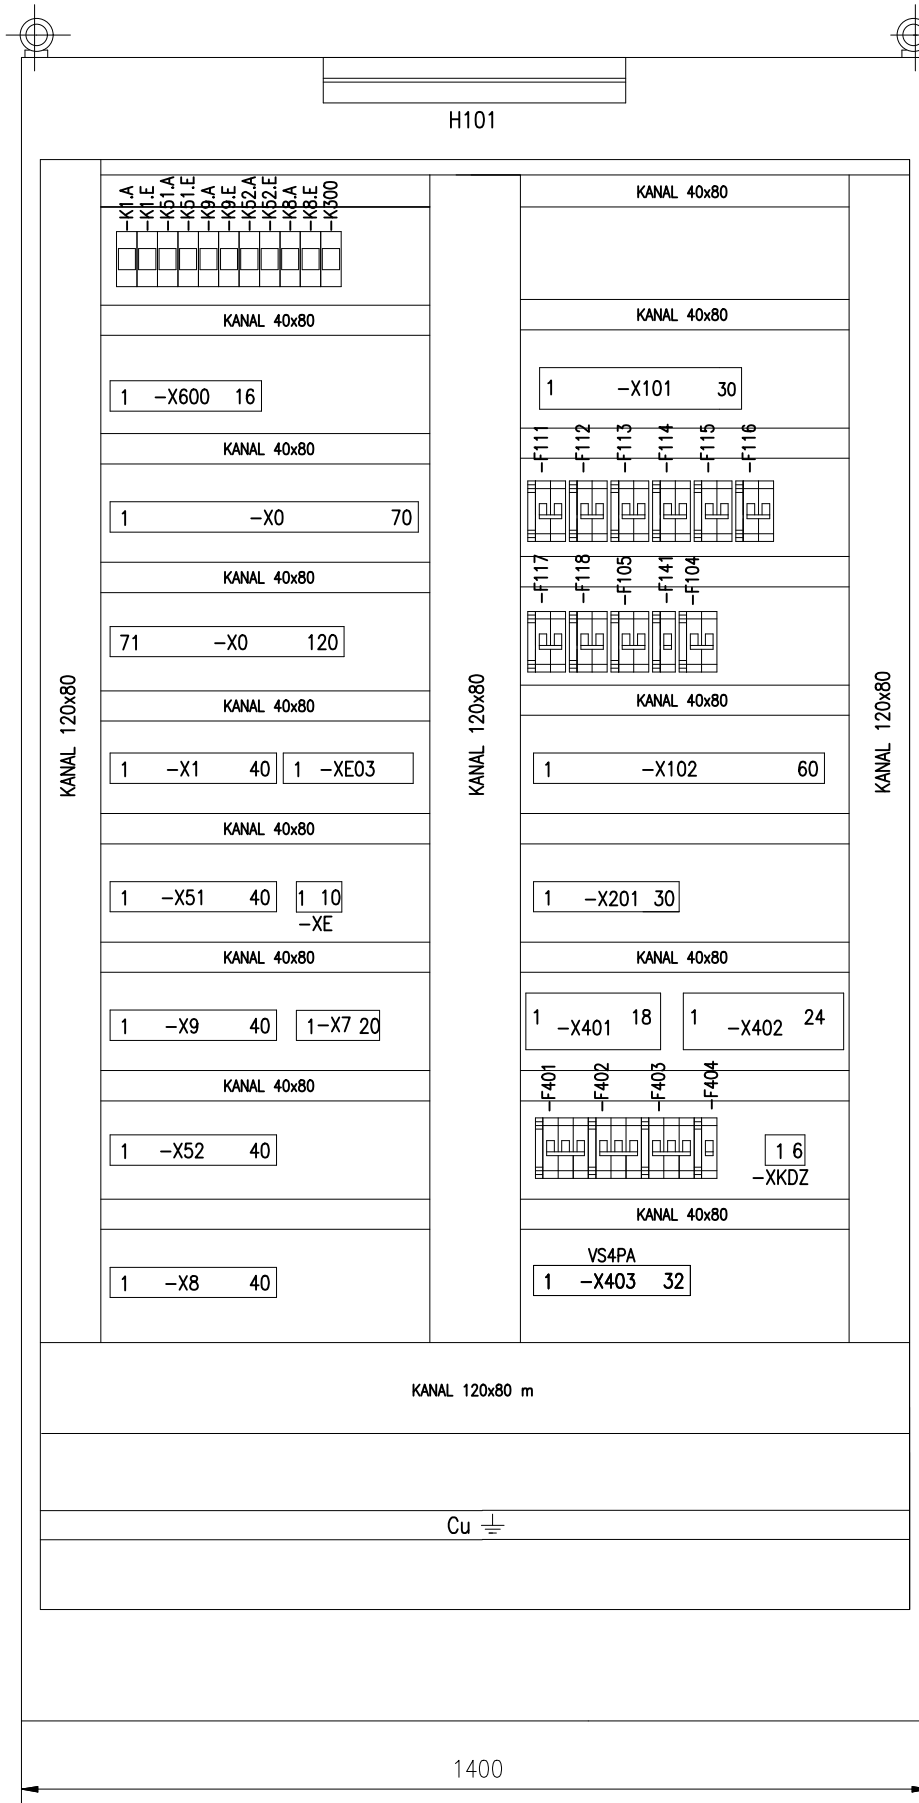 H101
-K1.A
-K1.E
-K51.A
-K51.E
-K9.A
-K9.E
-K52.A
-K52.E
-K8.A
-K8.E
-K300
KANAL 40x80
1 -X600 16
KANAL 40x80
1 -X0 70
KANAL 40x80
71 -X0 120
KANAL 40x80
1 -X1 40
1 -XE03
KANAL 40x80
1 -X51 40
1 10
-XE
KANAL 40x80
1 -X9 40
1-X7 20
KANAL 40x80
1 -X52 40
1 -X8 40
KANAL 120x80
KANAL 120x80
KANAL 40x80
KANAL 40x80
1 -X101 30
-F111
-F112
-F113
-F114
-F115
-F116
-F117
-F118
-F105
-F141
-F104
KANAL 40x80
1 -X102 60
1 -X201 30
KANAL 40x80
1 -X401 18
1 -X402 24
-F401
-F402
-F403
-F404
1 6
-XKDZ
KANAL 40x80
VS4PA
1 -X403 32
KANAL 120x80
KANAL 120x80 m
Cu
1400